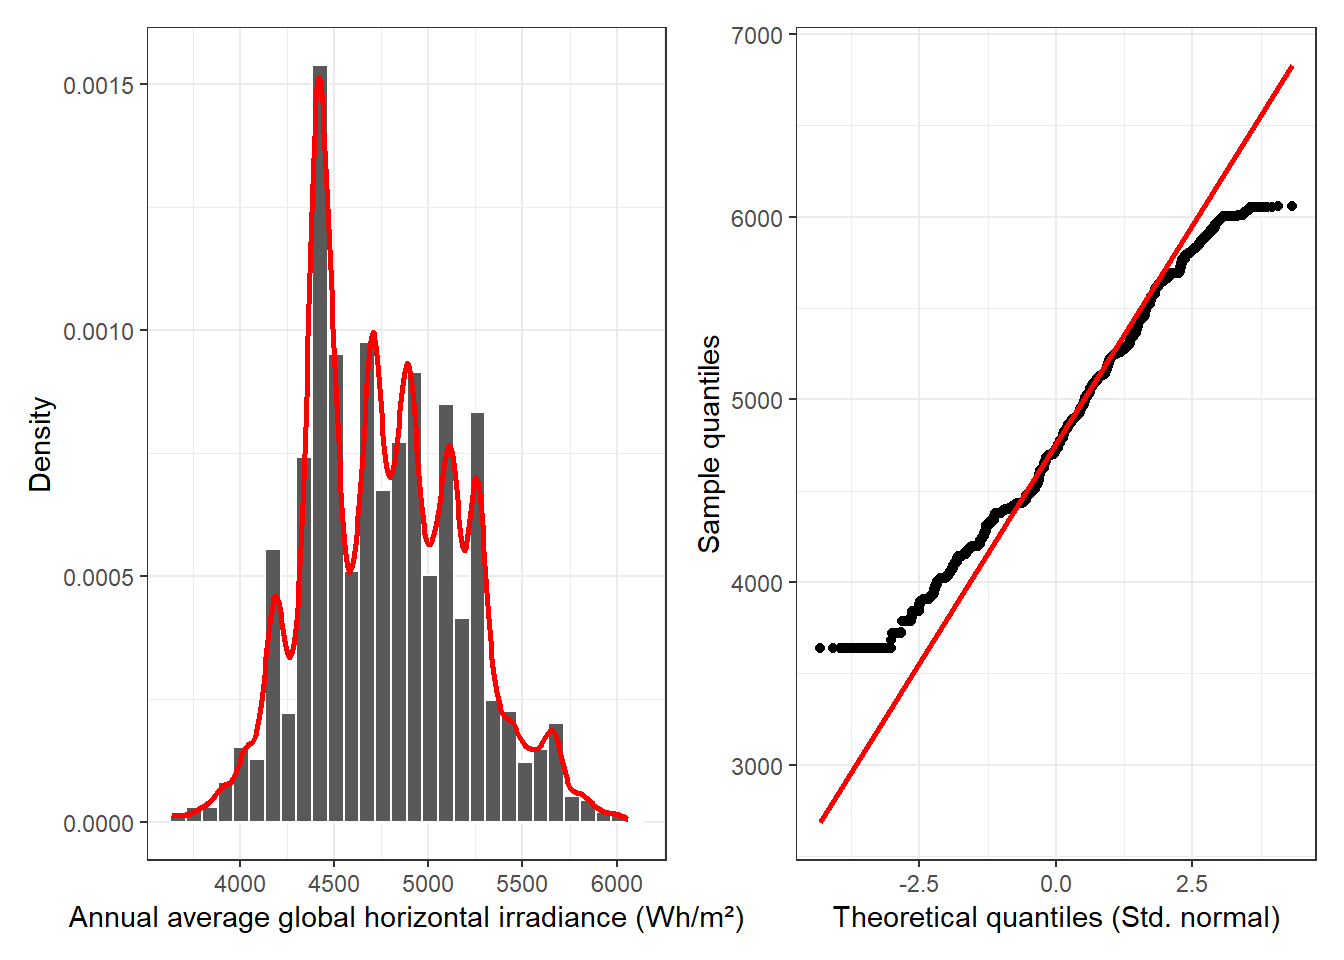 0.0015
0.0010
0.0005
0.0000
Density
4000 4500 5000 5500 6000
Annual average global horizontal irradiance (Wh/m²)
7000
6000
5000
4000
3000
Sample quantiles
-2.5 0.0 2.5
Theoretical quantiles (Std. normal)